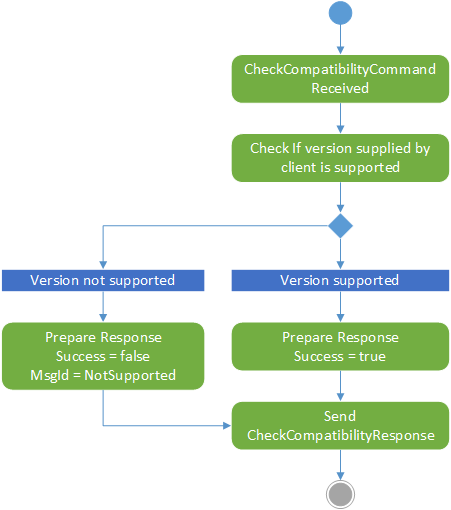 CheckCompatibilityCommand
Received
Check If version supplied by
client is supported
Version not supported
Version supported
Prepare Response
Success = false
MsgId = NotSupported
Prepare Response
Success = true
Send
CheckCompatibilityResponse